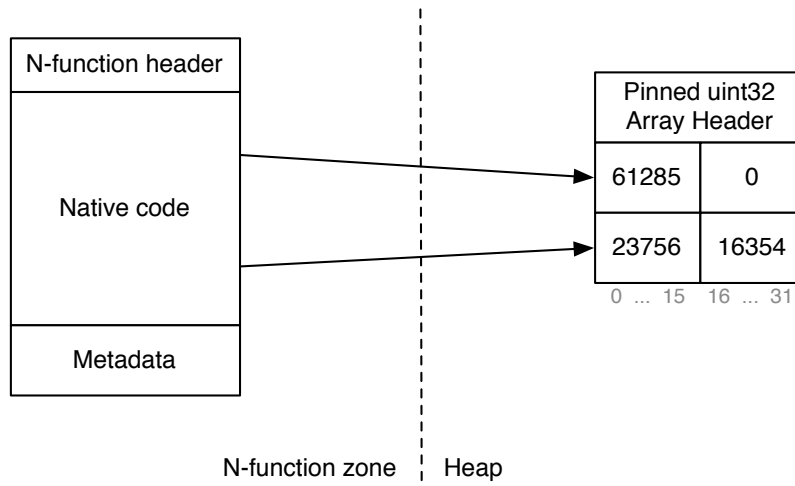 N-function header
Native code
Metadata
Pinned uint32
Array Header
61285 0
23756 16354
0 ... 15 16 ... 31
N-function zone Heap